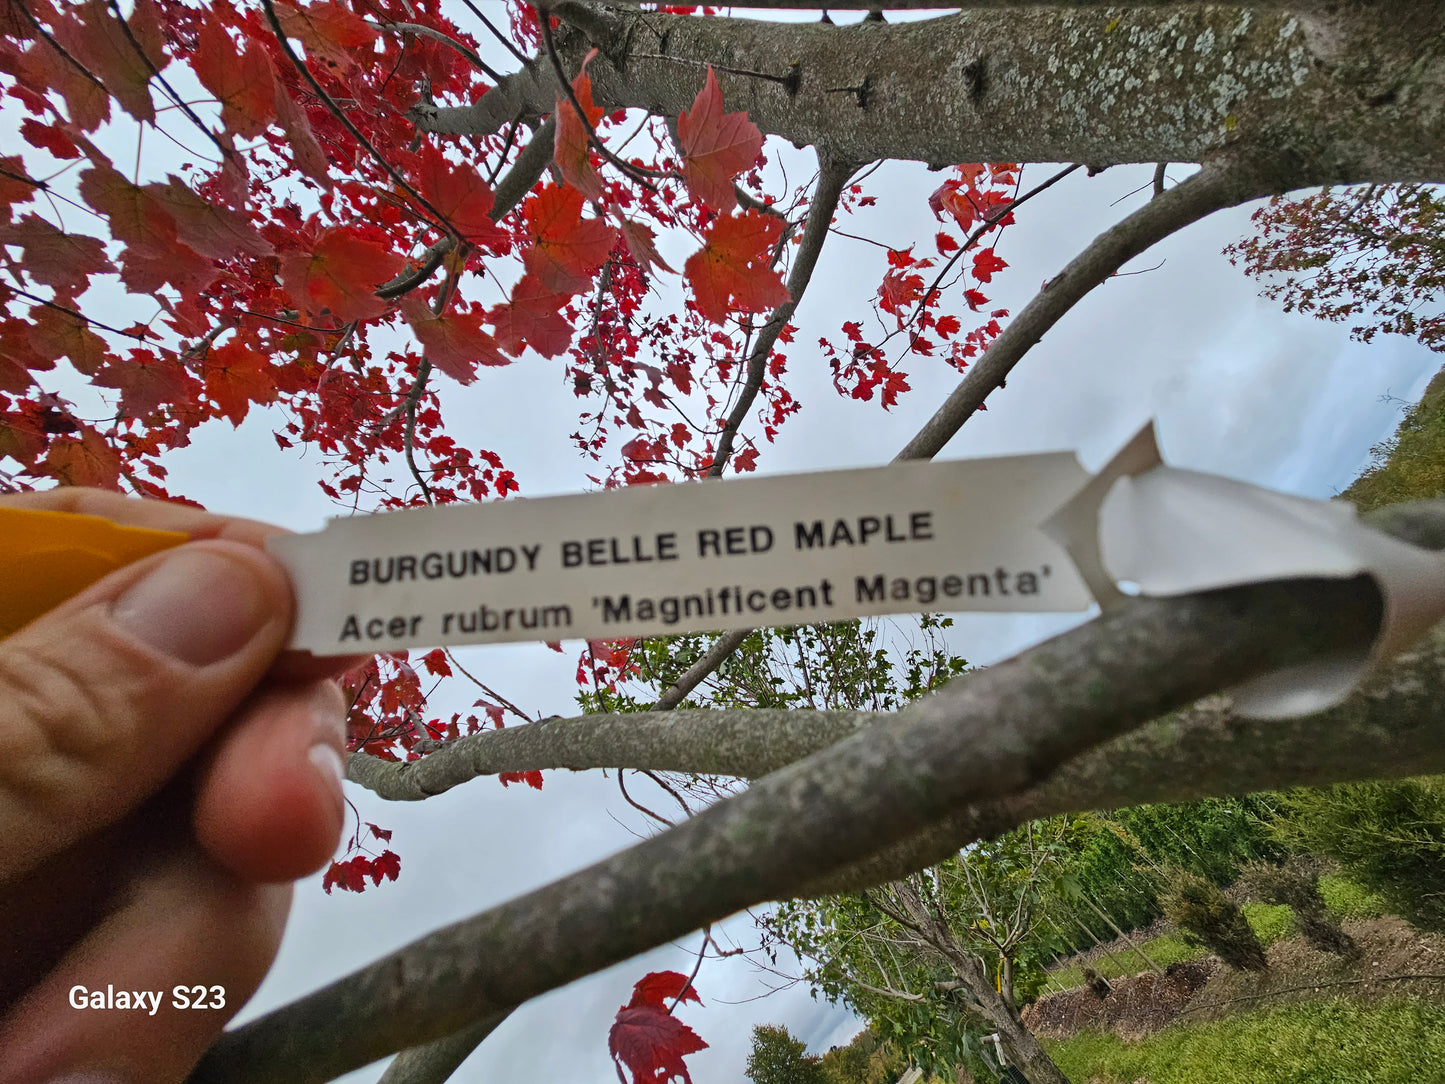 BURGUNDY BELLE RED MAPLE
Acer rubrum 'Magnificent Magenta'
Galaxy S23